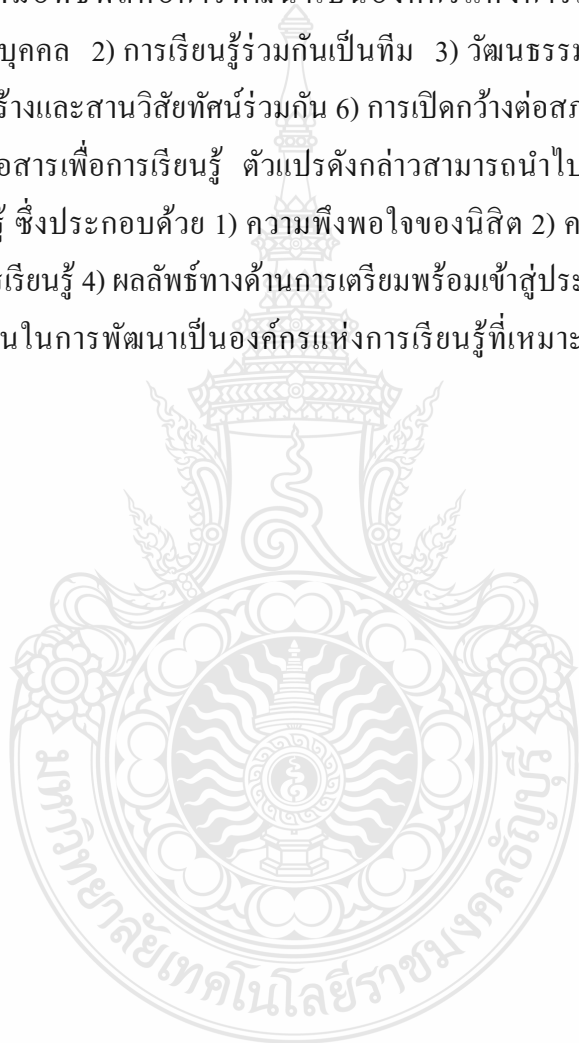 บุคคล 2) การเรียนรู้ร่วมกันเป็นทีม 3) วัฒนธรรม
ร้างและสานวิสัยทัศน์ร่วมกัน 6) การเปิดกว้างต่อสภ
อสารเพื่อการเรียนรู้ ตัวแปรดังกล่าวสามารถนำไป
รู้ ซึ่งประกอบด้วย 1) ความพึงพอใจของนิสิต 2) ค
รเรียนรู้ 4) ผลลัพธ์ทางด้านการเตรียมพร้อมเข้าสู่ประ
นในการพัฒนาเป็นองค์กรแห่งการเรียนรู้ที่เหมาะ
มหาวิทยาลัยเทคโนโลยีราชมงคลธัญบุรี